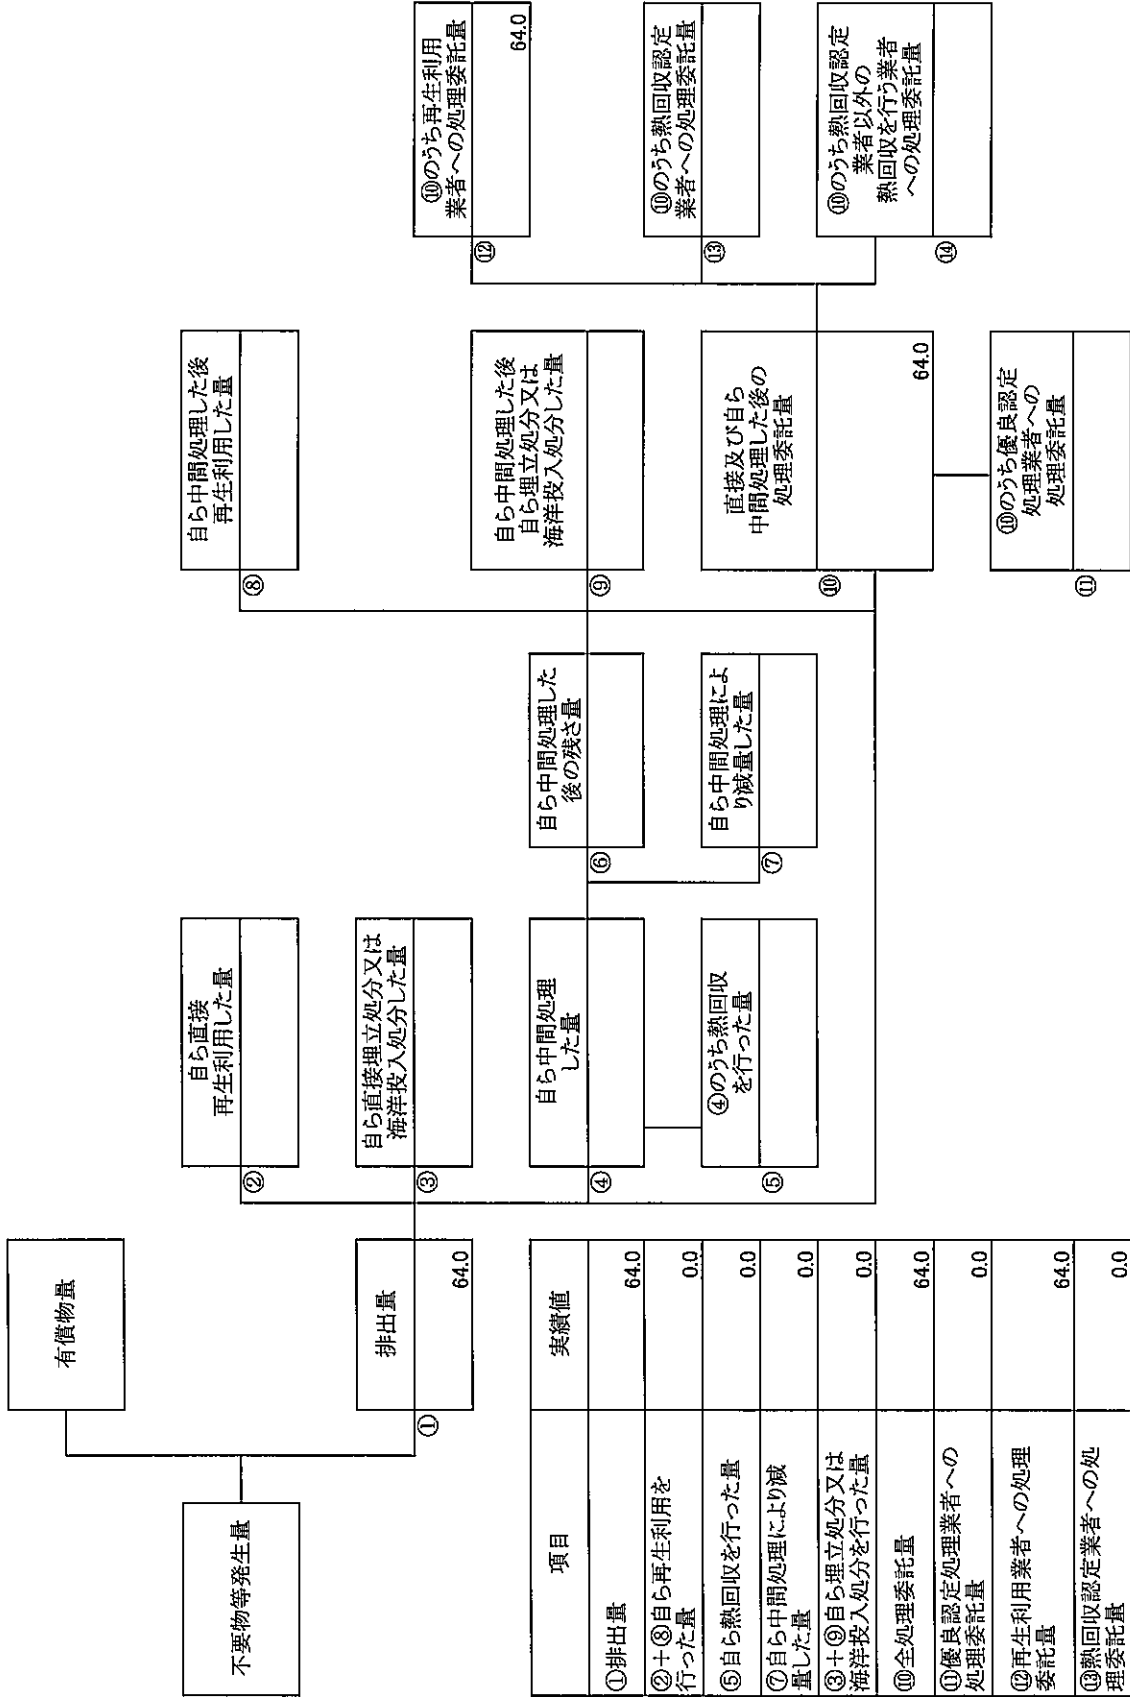 不要物等発生量
有償物量
①
排出量
64.0
②
自ら直接
再生利用した量
③
自ら直接埋立処分又は
海洋投入処分した量
④
自ら中間処理
した量
⑤
④のうち熱回収
を行った量
⑥
自ら中間処理した
後の残さ量
⑦
自ら中間処理によ
り減量した量
⑧
自ら中間処理した後
再生利用した量
⑨
自ら中間処理した後
自ら埋立処分又は
海洋投入処分した量
⑩
直接及び自ら
中間処理した後の
処理委託量
64.0
⑪
⑩のうち優良認定
処理業者への
処理委託量
⑫
⑩のうち再生利用
業者への処理委託量
64.0
⑬
⑩のうち熱回収認定
業者への処理委託量
⑭
⑩のうち熱回収認定
業者以外の
熱回収を行う業者
への処理委託量
項目 実績値
①排出量 64.0
②+⑧自ら再生利用を
行った量 0.0
⑤自ら熱回収を行った量 0.0
⑦自ら中間処理により減
量した量 0.0
③+⑨自ら埋立処分又は
海洋投入処分を行った量 0.0
⑩全処理委託量 64.0
⑪優良認定処理業者への
処理委託量 0.0
⑫再生利用業者への処理
委託量 64.0
⑬熱回収認定業者への処
理委託量 0.0